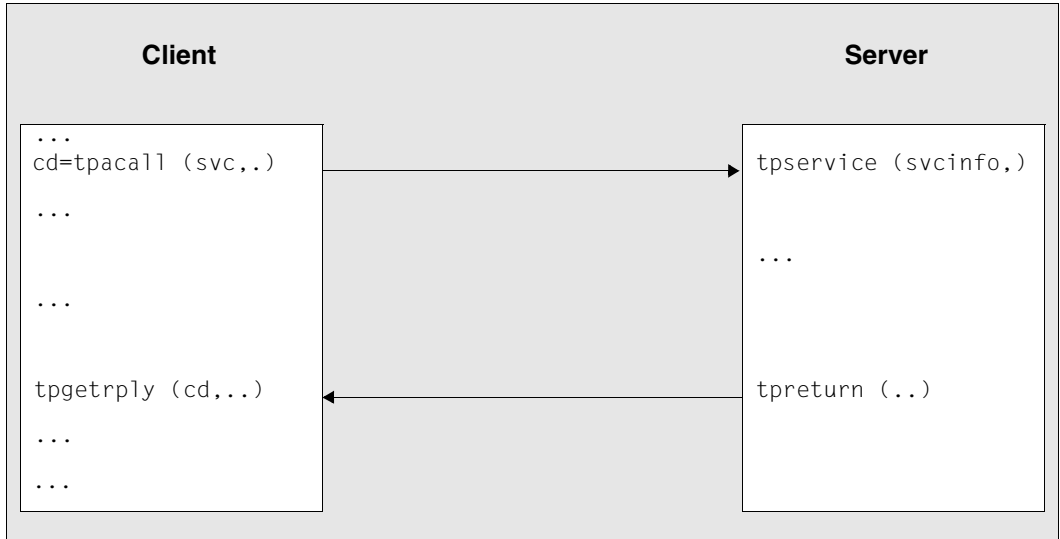 Client
Server
...
cd=tpacall (svc,.)
...
...
tpgetrply (cd,..)
...
...
tpservice (svcinfo,)
...
tpreturn (..)